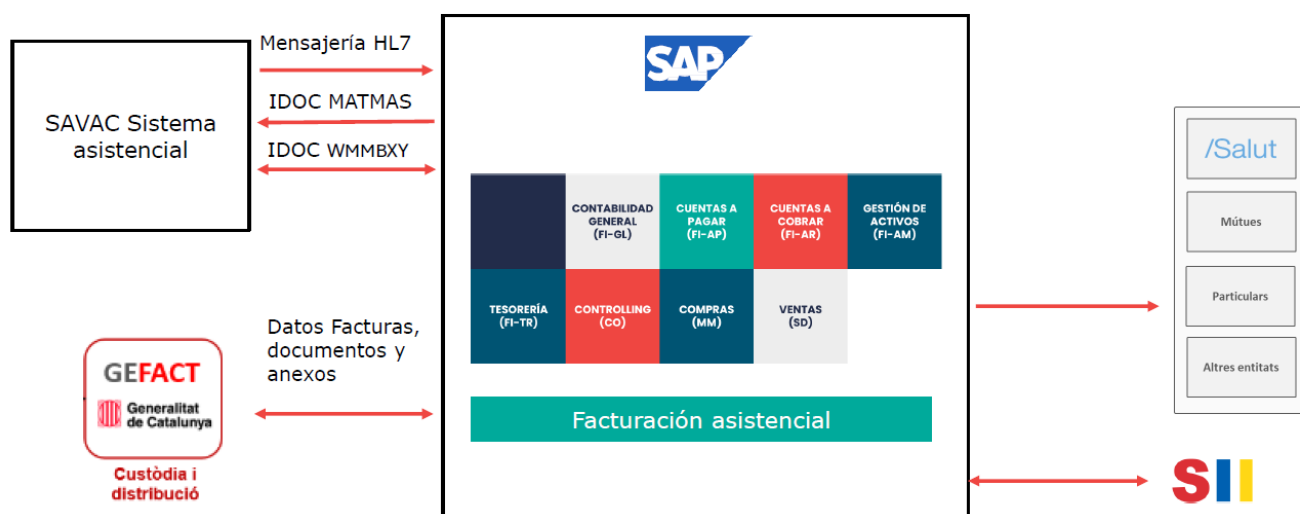 Mensajería HL7
IDOC MATMAS
IDOC WMMBXY
SAVAC Sistema
asistencial
SAP
CONTABILIDAD
GENERAL
(FI-GL)
CUENTAS A
PAGAR
(FI-AP)
CUENTAS A
COBRAR
(FI-AR)
GESTIÓN DE
ACTIVOS
(FI-AM)
TESORERÍA
(FI-TR)
CONTROLLING
(CO)
COMPRAS
(MM)
VENTAS
(SD)
Facturación asistencial
Datos Facturas,
documentos y
anexos
GEFACT
Generalitat
de Catalunya
Custòdia i
distribució
/Salut
Mútues
Particulars
Altres entitats
SII